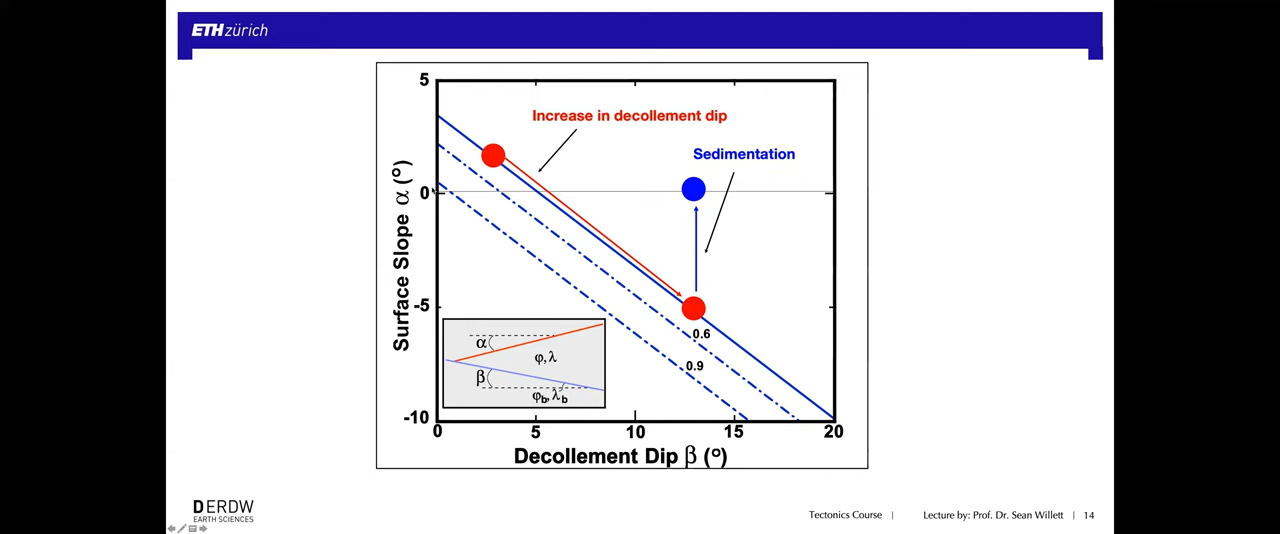 ETH zürich
5
Increase in decollement dip
Sedimentation
0
Surface Slope α (°)
-5
0.6
α
φ, λ
0.9
β
φb, λb
-10
0 5 10 15 20
Decollement Dip β (°)
DERDW
EARTH SCIENCES
Tectonics Course | Lecture by: Prof. Dr. Sean Willett | 14